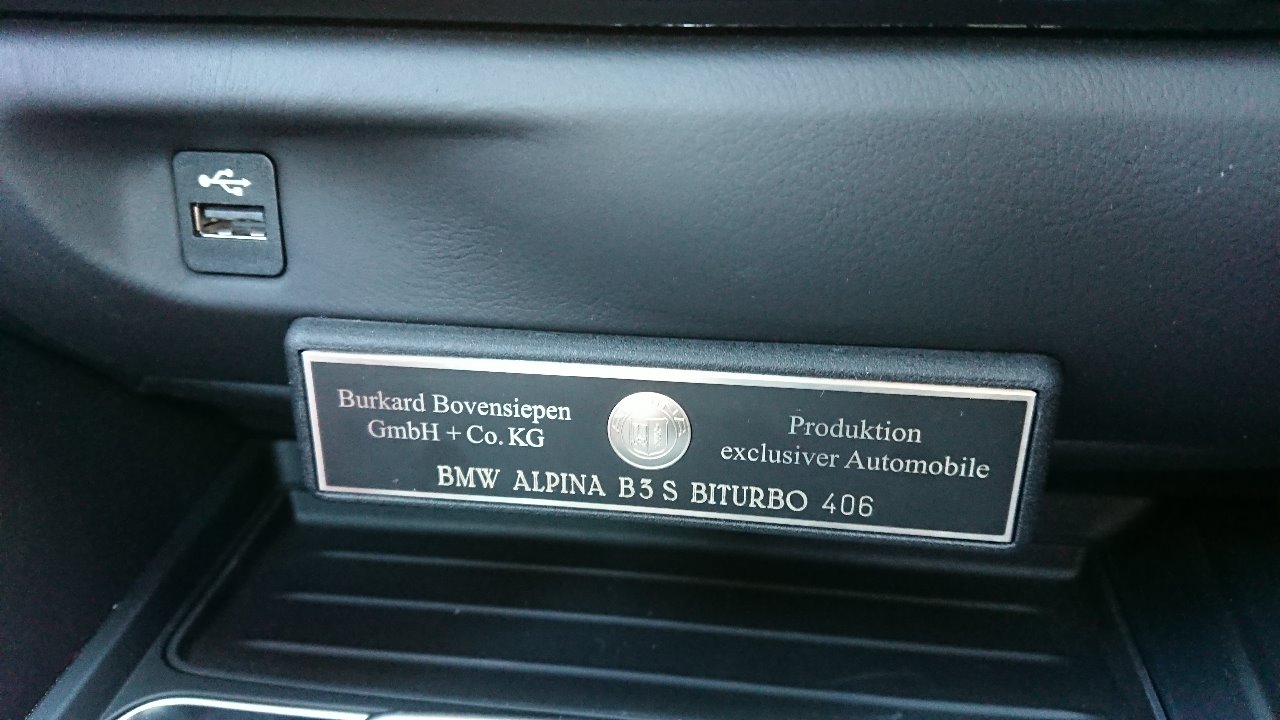 Burkard Bovensiepen
GmbH + Co. KG
Produktion
exclusiver Automobile
BMW ALPINA B3 S BITURBO 406